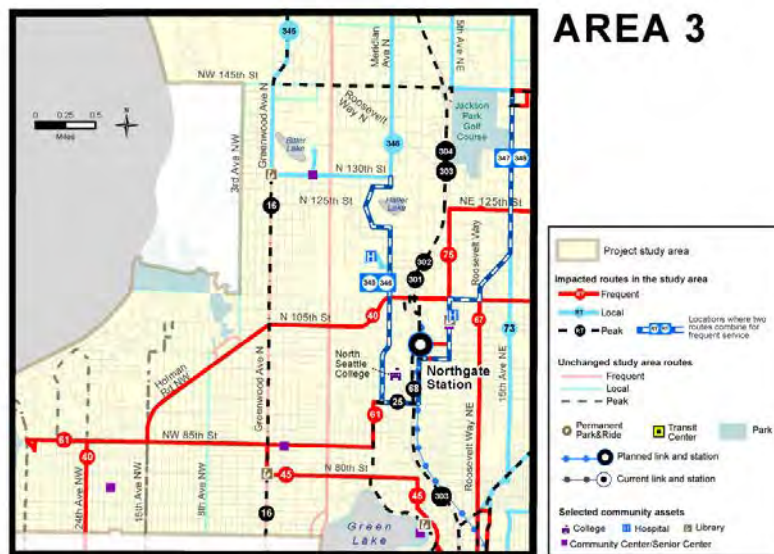 AREA 3
345
Meridian
Ave N
5th Ave NE
NW 145th St
Roosevelt
Way N
Jackson
Park
Golf
Course
0 0.25 0.5
Miles
N
3rd Ave NW
Greenwood Ave N
Bitter
Lake
346
304
303
347 348
N 130th St
16
N 125th St
Haller
Lake
NE 125th St
75
Roosevelt Way
302
301
345 346
N 105th St
40
67
73
15th Ave NE
Holman
Rd NW
Greenwood Ave N
North
Seattle
College
Northgate
Station
68
25
61
61
NW 85th St
Roosevelt Way NE
40
45
N 80th St
45
303
24th Ave NW
15th Ave NW
8th Ave NW
16
Green
Lake
Project study area
Impacted routes in the study area
RT
Frequent
RT
Local
RT
Peak
RT RT
Locations where two
routes combine for
frequent service
Unchanged study area routes
Frequent
Local
Peak
Permanent
Park&Ride
Transit
Center
Park
Planned link and station
Current link and station
Selected community assets
College
H
Hospital
Library
Community Center/Senior Center